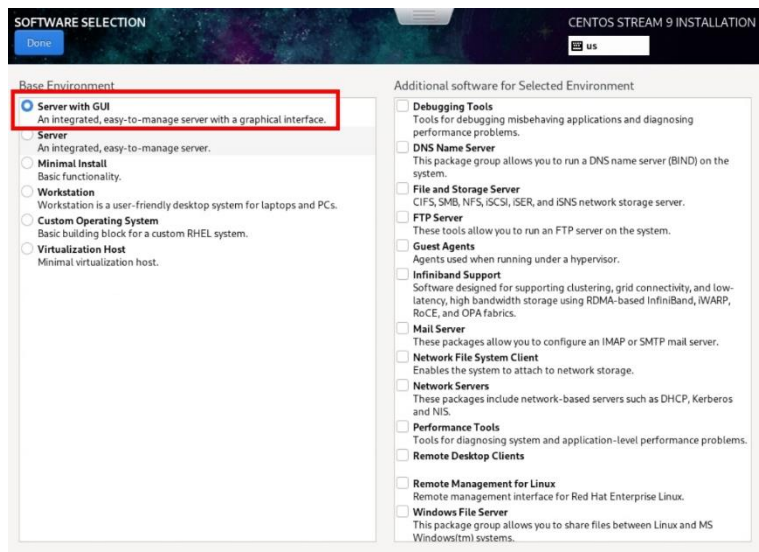 SOFTWARE SELECTION
Done
CENTOS STREAM 9 INSTALLATION
us
Base Environment
Server with GUI
An integrated, easy-to-manage server with a graphical interface.
Server
An integrated, easy-to-manage server.
Minimal Install
Basic functionality.
Workstation
Workstation is a user-friendly desktop system for laptops and PCs.
Custom Operating System
Basic building block for a custom RHEL system.
Virtualization Host
Minimal virtualization host.
Additional software for Selected Environment
Debugging Tools
Tools for debugging misbehaving applications and diagnosing
performance problems.
DNS Name Server
This package group allows you to run a DNS name server (BIND) on the
system.
File and Storage Server
CIFS, SMB, NFS, iSCSI, iSER, and iSNS network storage server.
FTP Server
These tools allow you to run an FTP server on the system.
Guest Agents
Agents used when running under a hypervisor.
Infiniband Support
Software designed for supporting clustering, grid connectivity, and low-
latency, high bandwidth storage using RDMA-based InfiniBand, iWARP,
RoCE, and OPA fabrics.
Mail Server
These packages allow you to configure an IMAP or SMTP mail server.
Network File System Client
Enables the system to attach to network storage.
Network Servers
These packages include network-based servers such as DHCP, Kerberos
and NIS.
Performance Tools
Tools for diagnosing system and application-level performance problems.
Remote Desktop Clients
Remote Management for Linux
Remote management interface for Red Hat Enterprise Linux.
Windows File Server
This package group allows you to share files between Linux and MS
Windows(tm) systems.